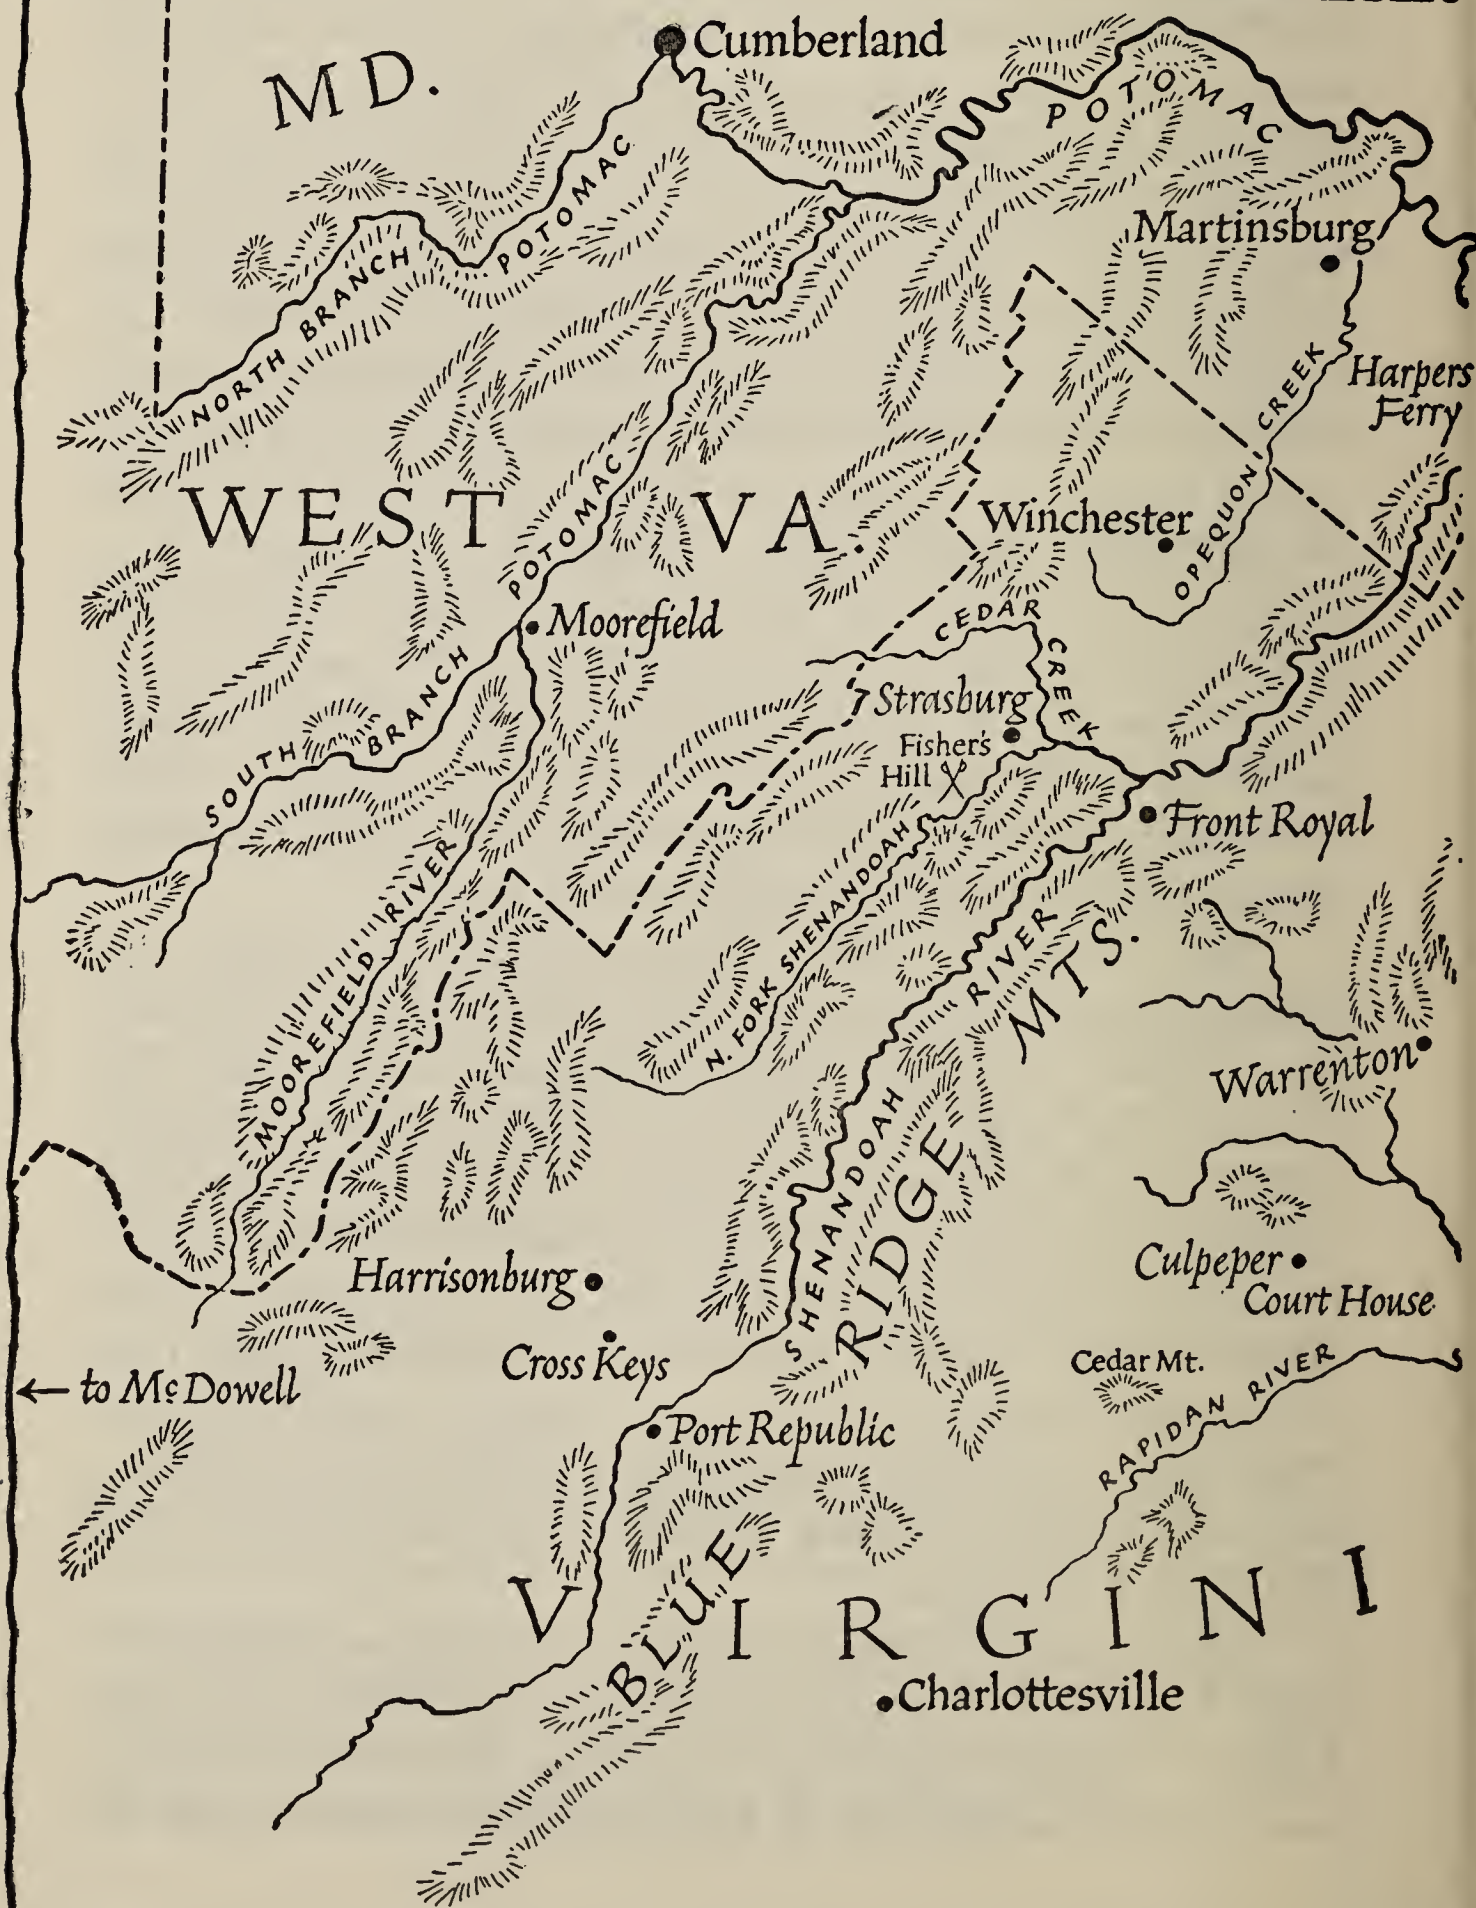 Cumberland
MD.
POTOMAC
NORTH BRANCH POTOMAC
Martinsburg
Harpers
Ferry
WEST VA.
Winchester
OPEQUON CREEK
SOUTH BRANCH POTOMAC
Moorefield
CEDAR CREEK
Strasburg
Fisher's
Hill
Front Royal
MOOREFIELD RIVER
N. FORK SHENANDOAH
SHENANDOAH RIVER
BLUE RIDGE MTS.
Warrenton
Harrisonburg
Culpeper
Court House
Cross Keys
Cedar Mt.
← to McDowell
RAPIDAN RIVER
Port Republic
VIRGINI
Charlottesville